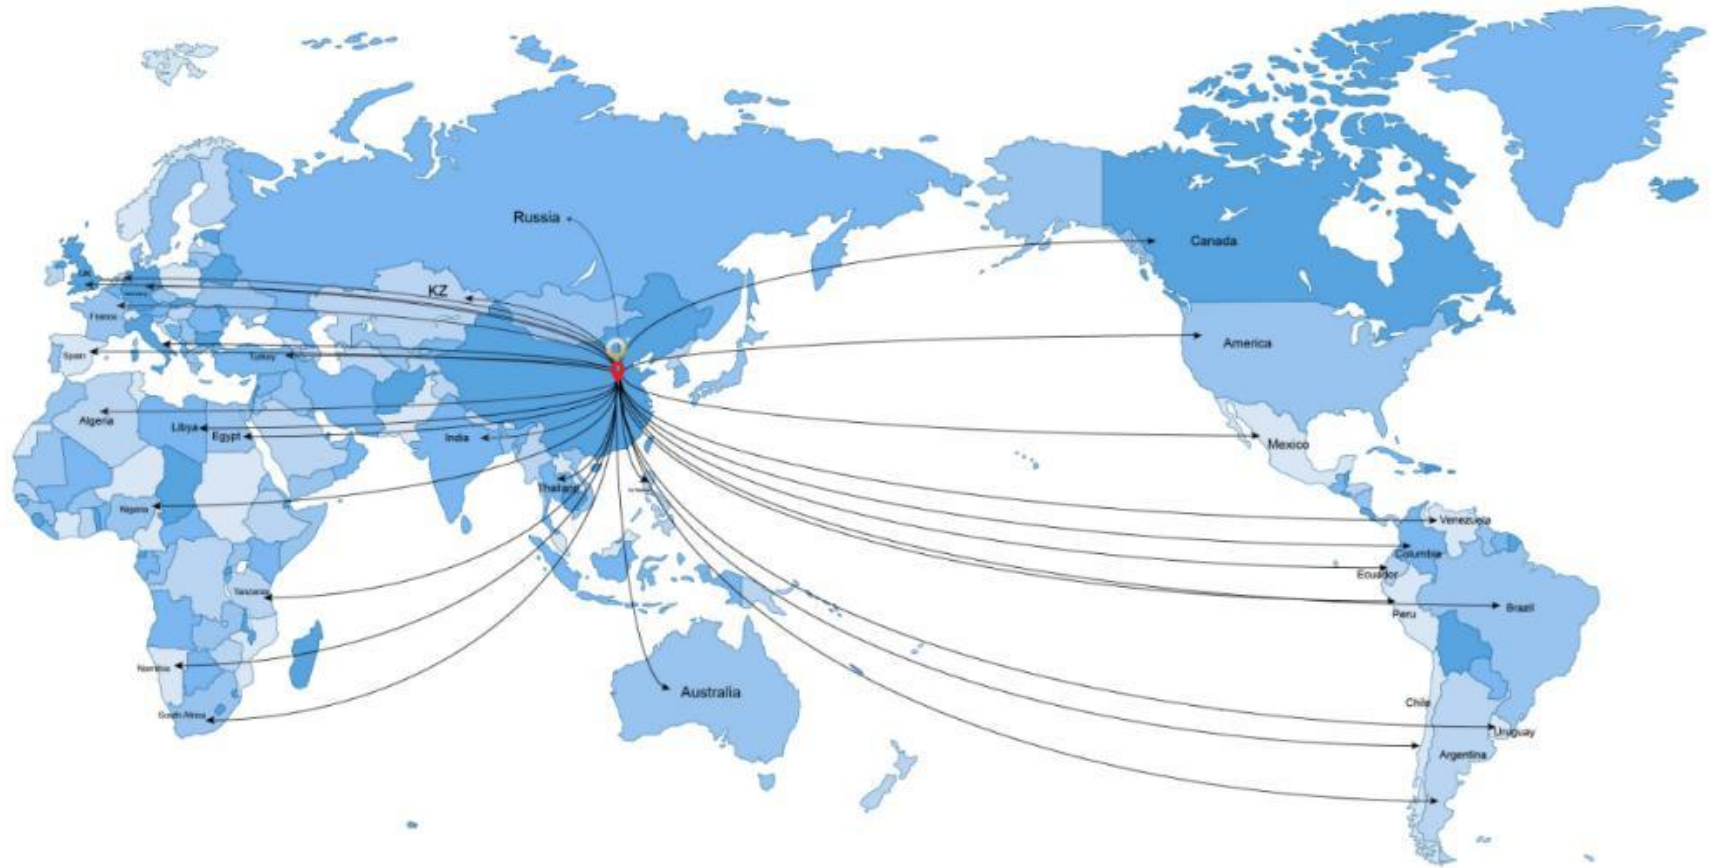 Russia
Canada
UK
KZ
France
America
Spain
Turkey
Algeria
Libya
Egypt
India
Mexico
Thailand
Nigeria
Venezuela
Columbia
Ecuador
Tanzania
Brazil
Peru
Namibia
Australia
Chile
South Africa
Uruguay
Argentina